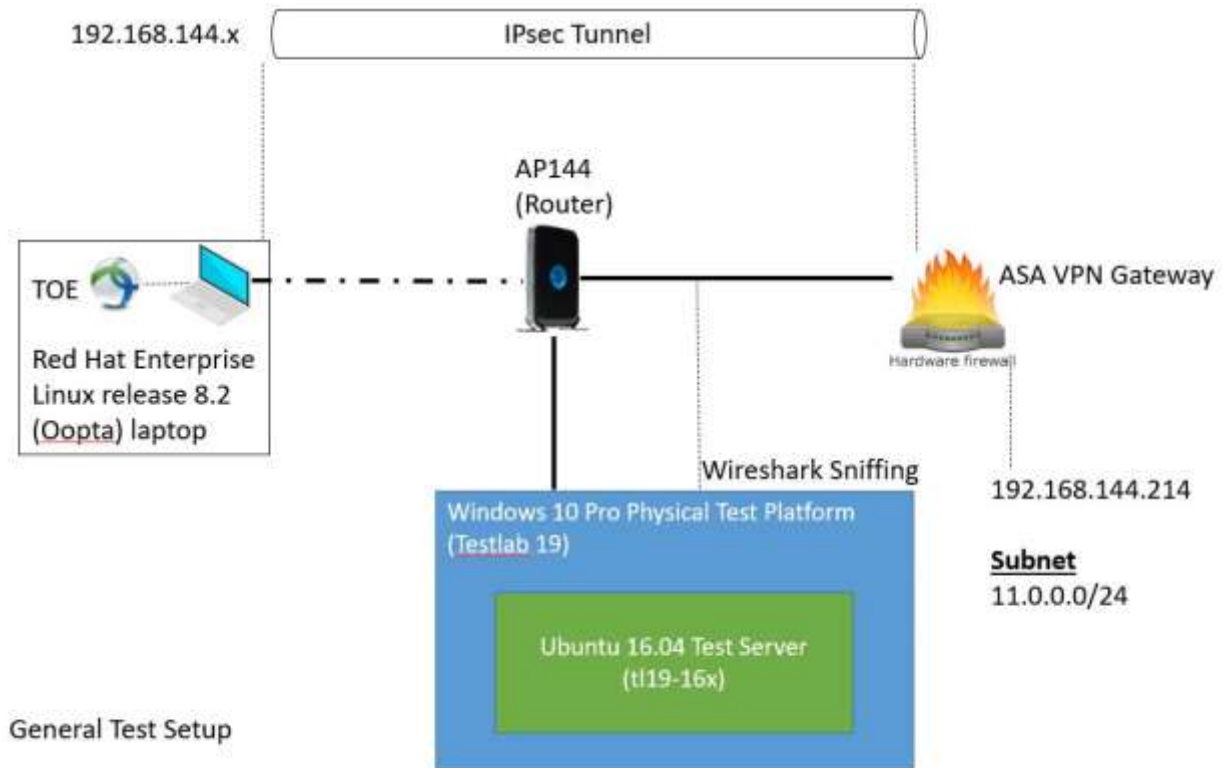 192.168.144.x
IPsec Tunnel
AP144
(Router)
TOE
Red Hat Enterprise
Linux release 8.2
(Oopta) laptop
ASA VPN Gateway
Hardware firewall
Wireshark Sniffing
192.168.144.214
Subnet
11.0.0.0/24
Windows 10 Pro Physical Test Platform
(Testlab 19)
Ubuntu 16.04 Test Server
(tl19-16x)
General Test Setup